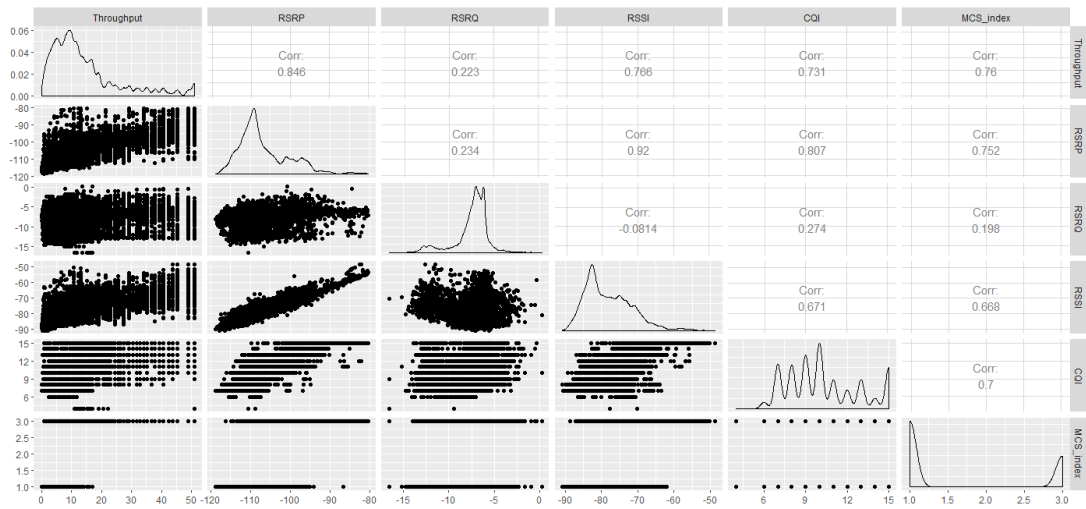 Throughput RSRP RSRQ RSSI CQI MCS_index
0.06
0.04
0.02
0.00
Corr:
0.846
Corr:
0.223
Corr:
0.766
Corr:
0.731
Corr:
0.76
Throughput
-80
-90
-100
-110
-120
Corr:
0.234
Corr:
0.92
Corr:
0.807
Corr:
0.752
RSRP
0
-5
-10
-15
Corr:
-0.0814
Corr:
0.274
Corr:
0.198
RSRQ
-50
-60
-70
-80
-90
Corr:
0.671
Corr:
0.668
RSSI
15
12
9
6
Corr:
0.7
CQI
3.0
2.5
2.0
1.5
1.0
MCS_index
0 10 20 30 40 50 -120 -110 -100 -90 -80 -15 -10 -5 0 -90 -80 -70 -60 -50 6 9 12 15 1.0 1.5 2.0 2.5 3.0